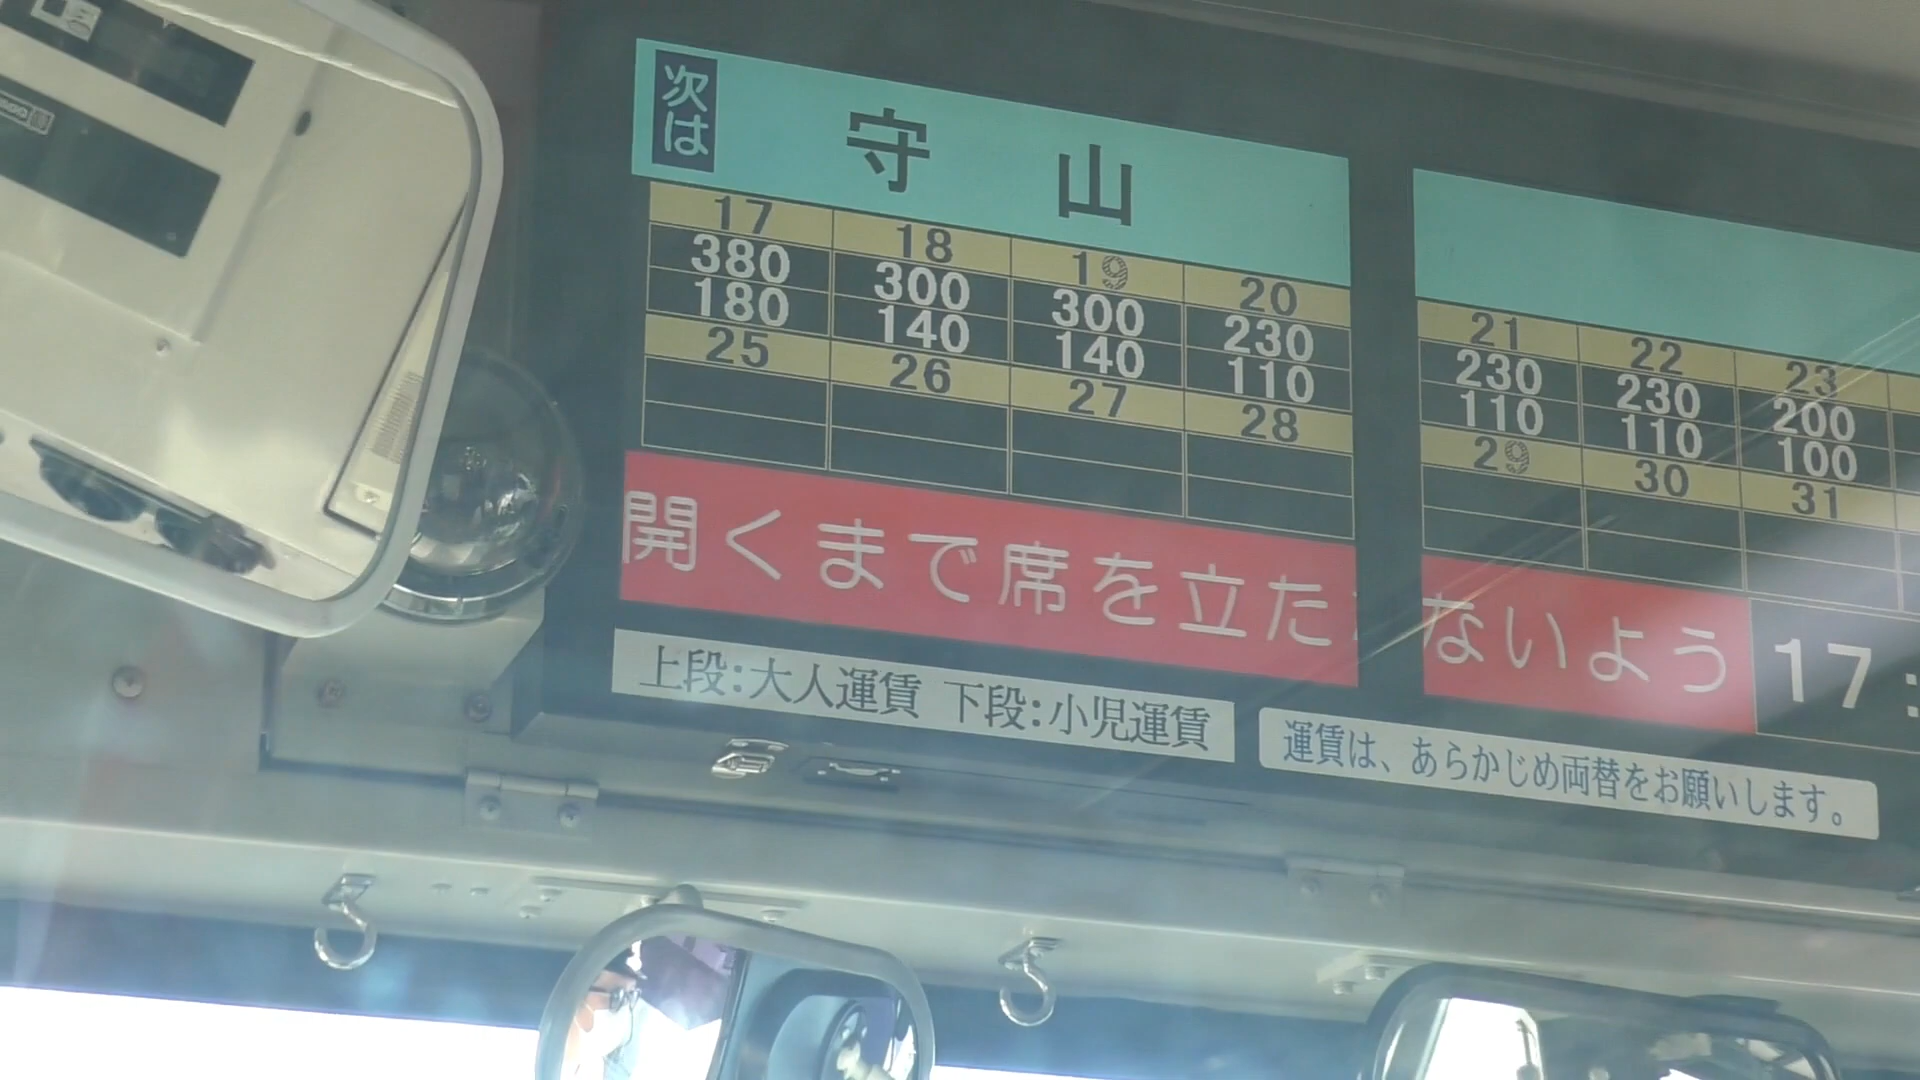 次は 守山
17 18 19 20 21 22 23
380 300 300 230 230 230 200
180 140 140 110 110 110 100
25 26 27 28 29 30 31
開くまで席を立た ないよう 17:
上段:大人運賃 下段:小児運賃
運賃は、あらかじめ両替をお願いします。